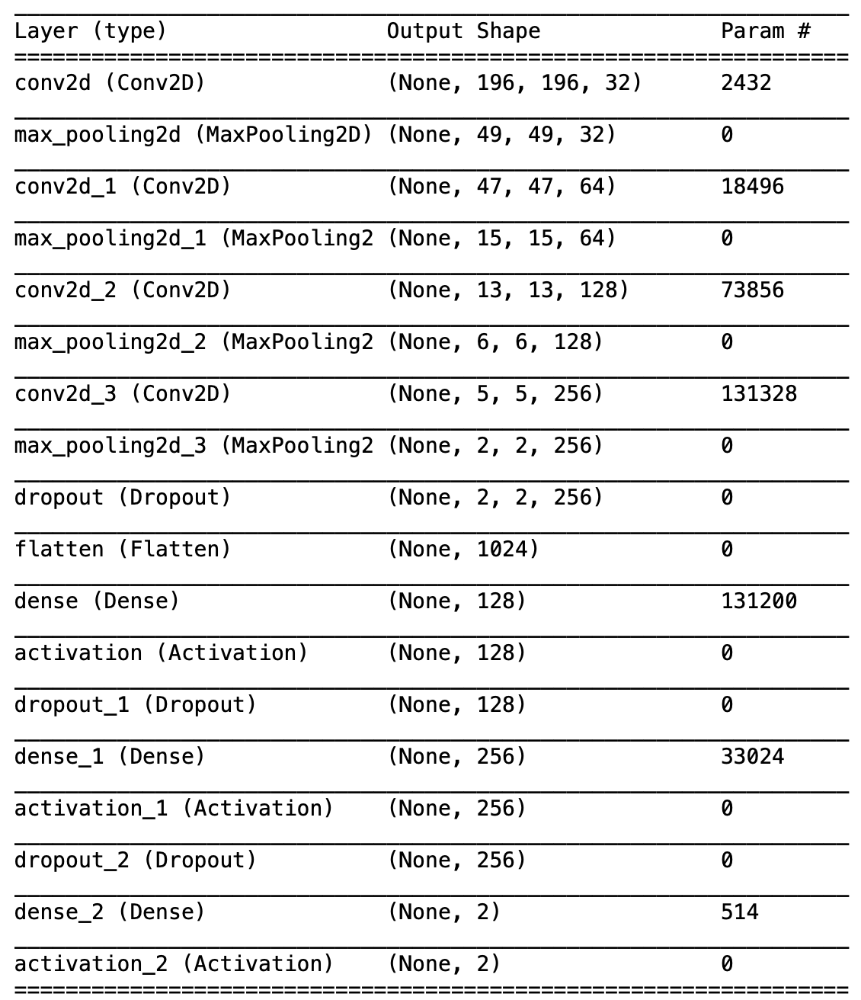 Layer (type) Output Shape Param #
conv2d (Conv2D) (None, 196, 196, 32) 2432
max_pooling2d (MaxPooling2D) (None, 49, 49, 32) 0
conv2d_1 (Conv2D) (None, 47, 47, 64) 18496
max_pooling2d_1 (MaxPooling2 (None, 15, 15, 64) 0
conv2d_2 (Conv2D) (None, 13, 13, 128) 73856
max_pooling2d_2 (MaxPooling2 (None, 6, 6, 128) 0
conv2d_3 (Conv2D) (None, 5, 5, 256) 131328
max_pooling2d_3 (MaxPooling2 (None, 2, 2, 256) 0
dropout (Dropout) (None, 2, 2, 256) 0
flatten (Flatten) (None, 1024) 0
dense (Dense) (None, 128) 131200
activation (Activation) (None, 128) 0
dropout_1 (Dropout) (None, 128) 0
dense_1 (Dense) (None, 256) 33024
activation_1 (Activation) (None, 256) 0
dropout_2 (Dropout) (None, 256) 0
dense_2 (Dense) (None, 2) 514
activation_2 (Activation) (None, 2) 0